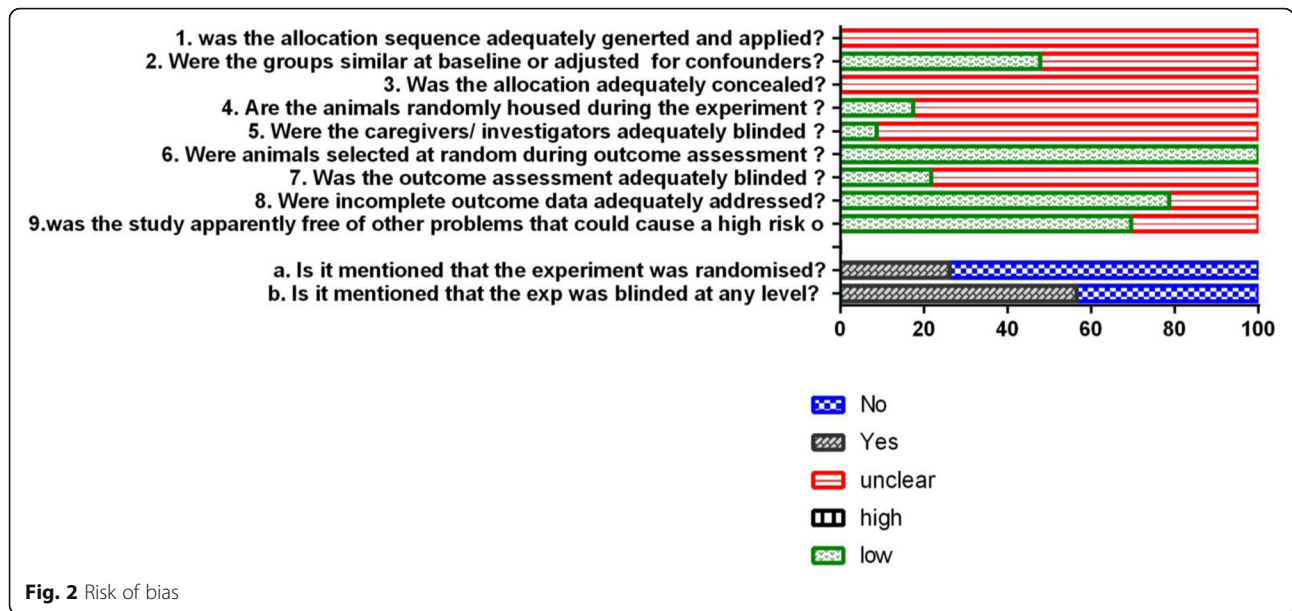 1. was the allocation sequence adequately generted and applied?
2. Were the groups similar at baseline or adjusted for confounders?
3. Was the allocation adequately concealed?
4. Are the animals randomly housed during the experiment ?
5. Were the caregivers/ investigators adequately blinded ?
6. Were animals selected at random during outcome assessment ?
7. Was the outcome assessment adequately blinded ?
8. Were incomplete outcome data adequately addressed?
9.was the study apparently free of other problems that could cause a high risk o
a. Is it mentioned that the experiment was randomised?
b. Is it mentioned that the exp was blinded at any level?
0 20 40 60 80 100
No
Yes
unclear
high
low
Fig. 2 Risk of bias